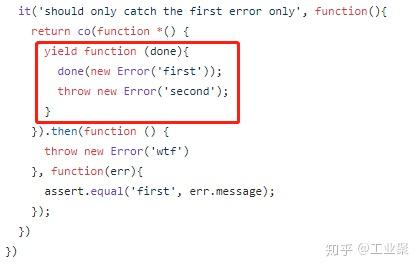 it('should only catch the first error only', function(){
return co(function *() {
yield function (done){
done(new Error('first'));
throw new Error('second');
}
}).then(function () {
throw new Error('wtf')
}, function(err){
assert.equal('first', err.message);
});
})
})
知乎 @工业聚